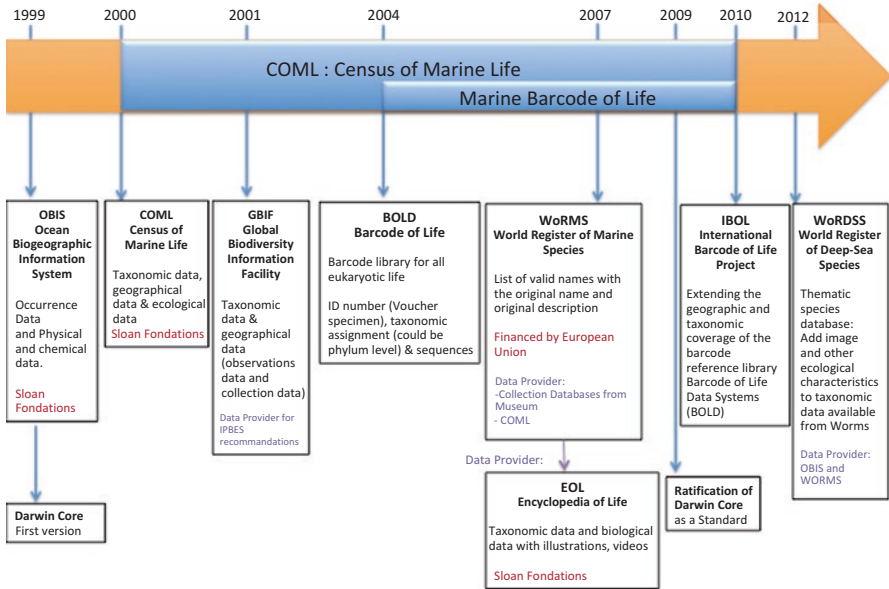 1999 2000 2001 2004 2007 2009 2010 2012
COML : Census of Marine Life
Marine Barcode of Life
OBIS
Ocean
Biogeographic
Information
System
Occurrence
Data
and Physical
and chemical
data.
Sloan
Fondations
COML
Census of
Marine Life
Taxonomic data,
geographical
data & ecological
data
Sloan Fondations
GBIF
Global
Biodiversity
Information
Facility
Taxonomic
data &
geographical
data
(observations
data and
collection data)
Data Provider for
IPBES
recommandations
BOLD
Barcode of Life
Barcode library for all
eukaryotic life
ID number (Voucher
specimen), taxonomic
assignment (could be
phylum level) & sequences
WoRMS
World Register of Marine
Species
List of valid names with
the original name and
original description
Financed by European
Union
Data Provider:
-Collection Databases from
Museum
- COML
IBOL
International
Barcode of Life
Project
Extending the
geographic and
taxonomic
coverage of the
barcode
reference library
Barcode of Life
Data Systems
(BOLD)
WoRDSS
World Register
of Deep-Sea
Species
Thematic
species
database:
Add image
and other
ecological
characteristics
to taxonomic
data available
from Worms
Data Provider:
OBIS and
WORMS
Data Provider:
Darwin Core
First version
EOL
Encyclopedia of Life
Taxonomic data and biological
data with illustrations, videos
Sloan Fondations
Ratification of
Darwin Core
as a Standard